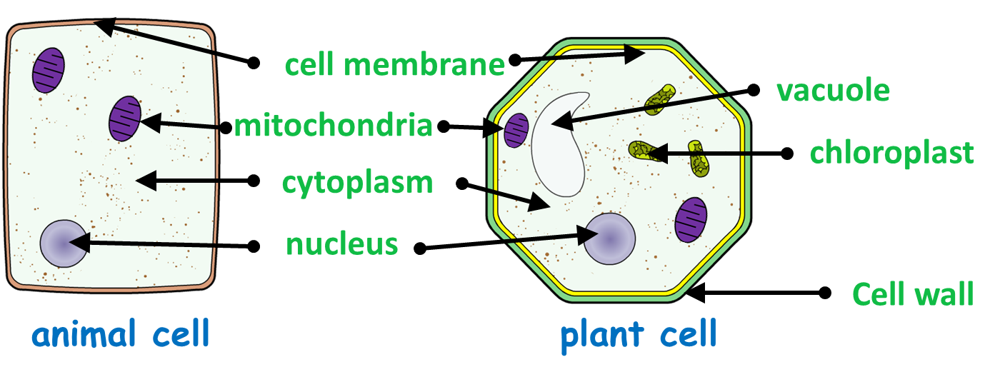 cell membrane
vacuole
mitochondria
chloroplast
cytoplasm
nucleus
Cell wall
animal cell
plant cell